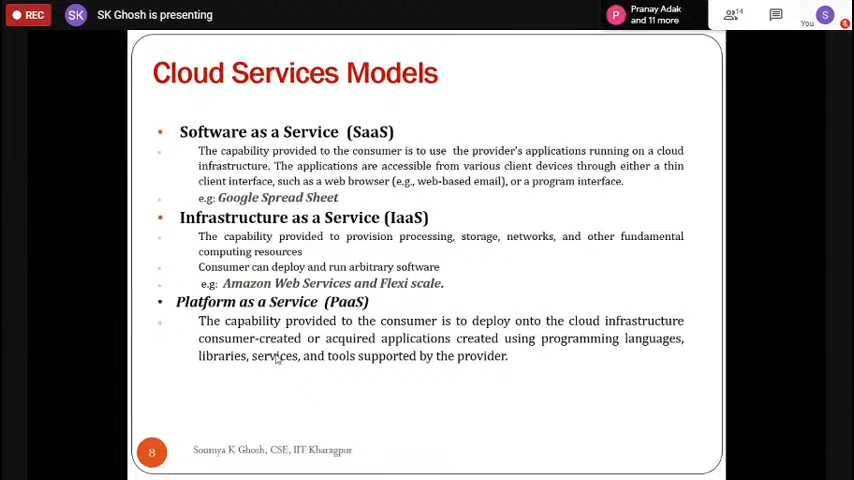 REC
SK
SK Ghosh is presenting
P
Pranay Adak
and 11 more
14
You
S
Cloud Services Models
• Software as a Service (SaaS)
The capability provided to the consumer is to use the provider's applications running on a cloud
infrastructure. The applications are accessible from various client devices through either a thin
client interface, such as a web browser (e.g., web-based email), or a program interface.
e.g: Google Spread Sheet
• Infrastructure as a Service (IaaS)
The capability provided to provision processing, storage, networks, and other fundamental
computing resources
Consumer can deploy and run arbitrary software
e.g: Amazon Web Services and Flexi scale.
• Platform as a Service (PaaS)
The capability provided to the consumer is to deploy onto the cloud infrastructure
consumer-created or acquired applications created using programming languages,
libraries, services, and tools supported by the provider.
8
Soumya K Ghosh, CSE, IIT Kharagpur